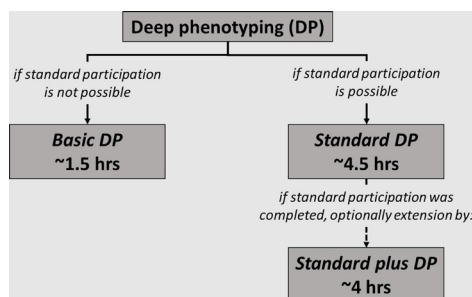 Deep phenotyping (DP)
if standard participation
is not possible
if standard participation
is possible
Basic DP
~1.5 hrs
Standard DP
~4.5 hrs
if standard participation was
completed, optionally extension by:
Standard plus DP
~4 hrs